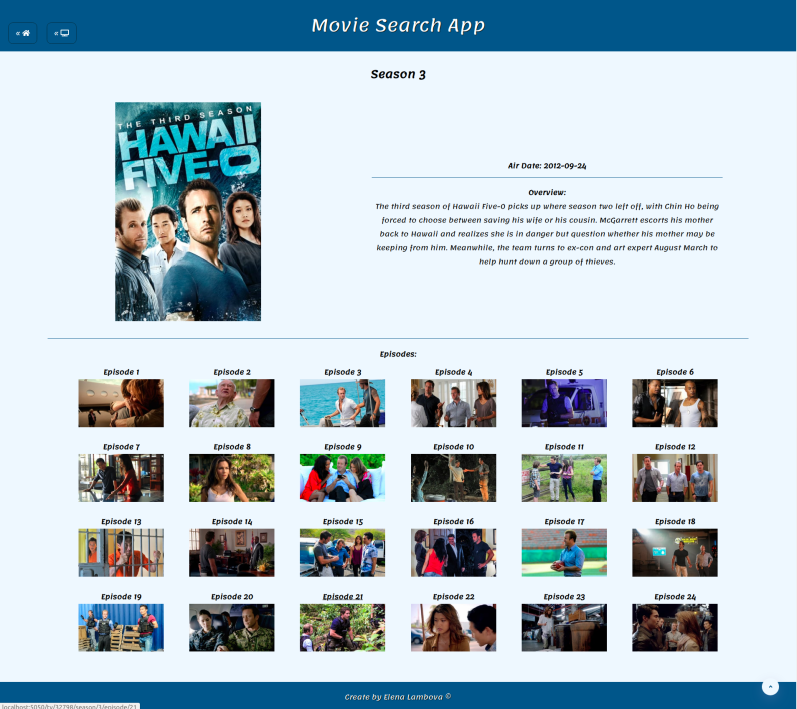 Movie Search App
«
«
Season 3
THE THIRD SEASON
HAWAII
FIVE-O
Air Date: 2012-09-24
Overview:
The third season of Hawaii Five-0 picks up where season two left off, with Chin Ho being
forced to choose between saving his wife or his cousin. McGarrett escorts his mother
back to Hawaii and realizes she is in danger but question whether his mother may be
keeping from him. Meanwhile, the team turns to ex-con and art expert August March to
help hunt down a group of thieves.
Episodes:
Episode 1 Episode 2 Episode 3 Episode 4 Episode 5 Episode 6
Episode 7 Episode 8 Episode 9 Episode 10 Episode 11 Episode 12
Episode 13 Episode 14 Episode 15 Episode 16 Episode 17 Episode 18
Episode 19 Episode 20 Episode 21 Episode 22 Episode 23 Episode 24
Create by Elena Lambova ©
localhost:5050/tv/32798/season/3/episode/21